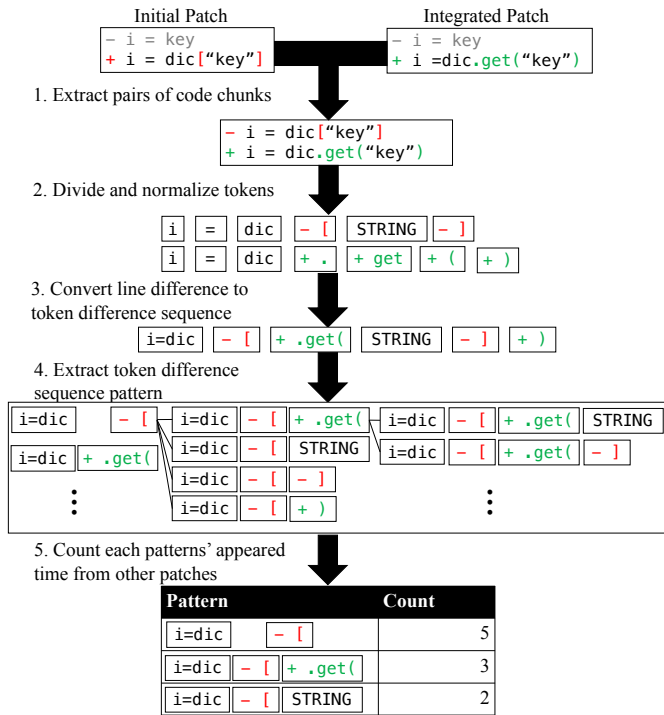 Initial Patch Integrated Patch
- i = key
+ i = dic["key"]
- i = key
+ i =dic.get("key")
1. Extract pairs of code chunks
- i = dic["key"]
+ i = dic.get("key")
2. Divide and normalize tokens
i = dic - [ STRING - ]
i = dic + . + get + ( + )
3. Convert line difference to
token difference sequence
i=dic - [ + .get( STRING - ] + )
4. Extract token difference
sequence pattern
i=dic - [ i=dic - [ + .get( i=dic - [ + .get( STRING
i=dic - [ STRING i=dic - [ + .get( - ]
i=dic + .get(
i=dic - [ - ]
i=dic - [ + )
5. Count each patterns' appeared
time from other patches
Pattern Count
i=dic - [ 5
i=dic - [ + .get( 3
i=dic - [ STRING 2